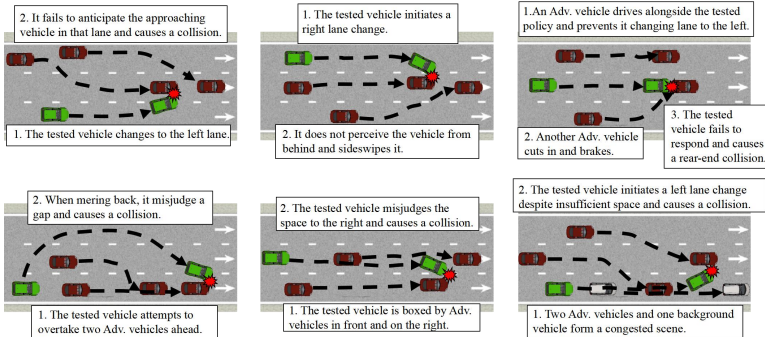 2. It fails to anticipate the approaching
vehicle in that lane and causes a collision.
1. The tested vehicle changes to the left lane.
1. The tested vehicle initiates a
right lane change.
2. It does not perceive the vehicle from
behind and sideswipes it.
1.An Adv. vehicle drives alongside the tested
policy and prevents it changing lane to the left.
2. Another Adv. vehicle
cuts in and brakes.
3. The tested
vehicle fails to
respond and causes
a rear-end collision.
2. When mering back, it misjudge a
gap and causes a collision.
1. The tested vehicle attempts to
overtake two Adv. vehicles ahead.
2. The tested vehicle misjudges the
space to the right and causes a collision.
1. The tested vehicle is boxed by Adv.
vehicles in front and on the right.
2. The tested vehicle initiates a left lane change
despite insufficient space and causes a collision.
1. Two Adv. vehicles and one background
vehicle form a congested scene.